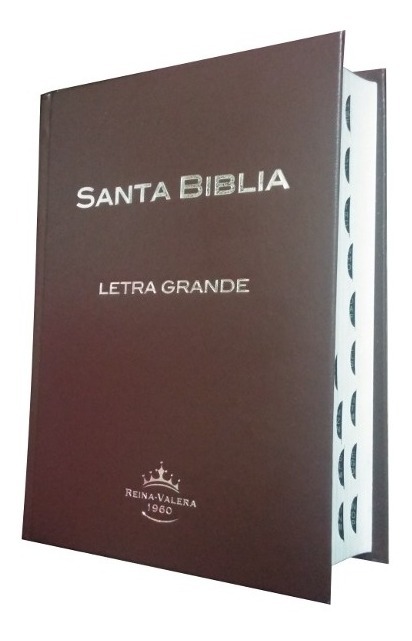 SANTA BIBLIA
LETRA GRANDE
REINA-VALERA
1960